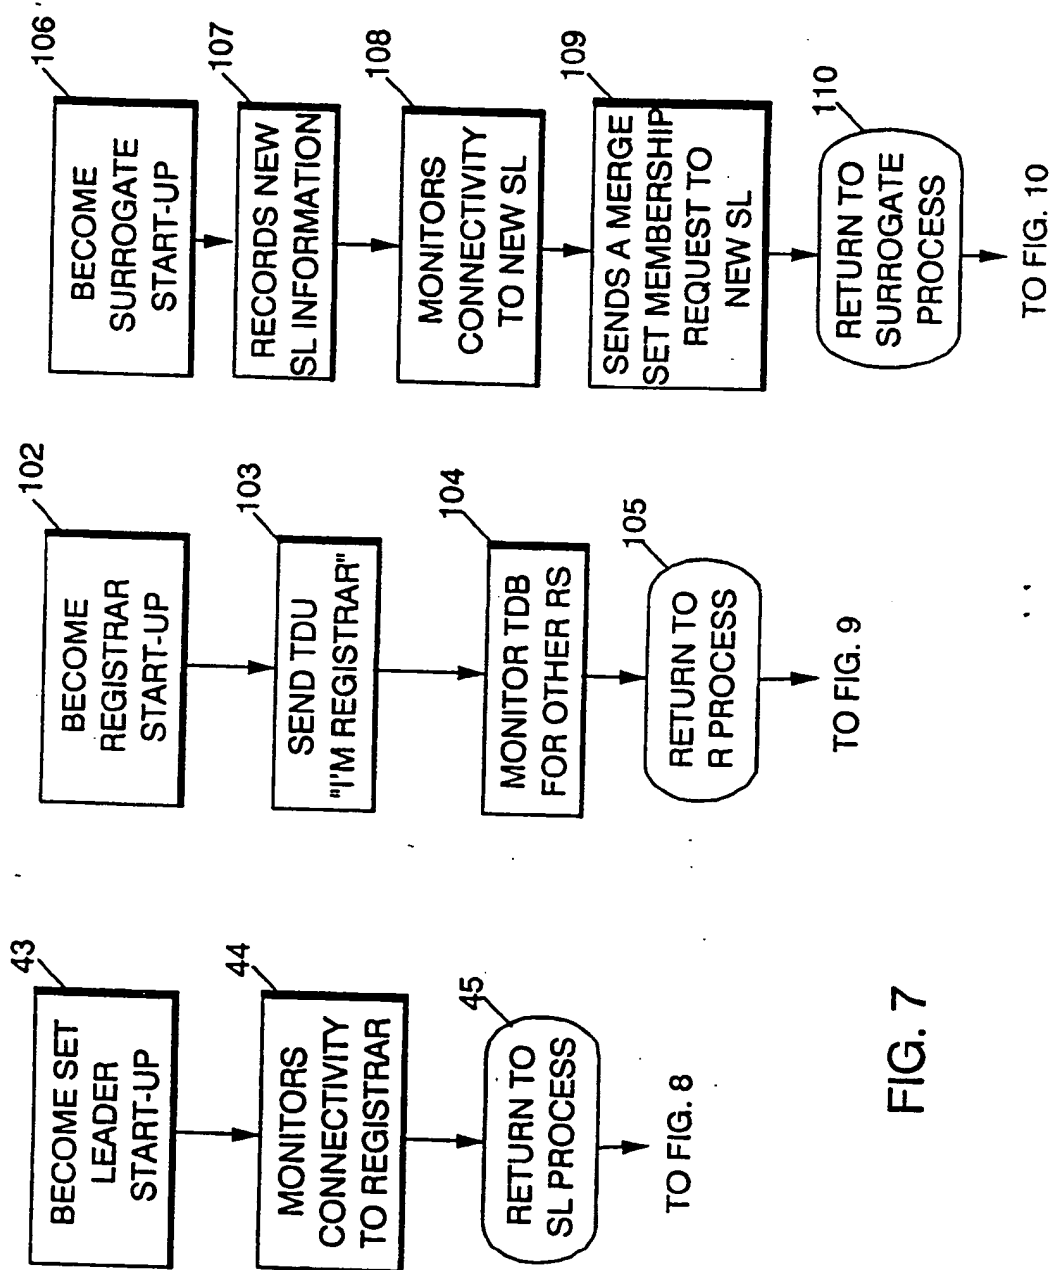 43
BECOME SET
LEADER
START-UP
44
MONITORS
CONNECTIVITY
TO REGISTRAR
45
RETURN TO
SL PROCESS
TO FIG. 8
102
BECOME
REGISTRAR
START-UP
103
SEND TDU
"I'M REGISTRAR"
104
MONITOR TDB
FOR OTHER RS
105
RETURN TO
R PROCESS
TO FIG. 9
106
BECOME
SURROGATE
START-UP
107
RECORDS NEW
SL INFORMATION
108
MONITORS
CONNECTIVITY
TO NEW SL
109
SENDS A MERGE
SET MEMBERSHIP
REQUEST TO
NEW SL
110
RETURN TO
SURROGATE
PROCESS
TO FIG. 10
FIG. 7